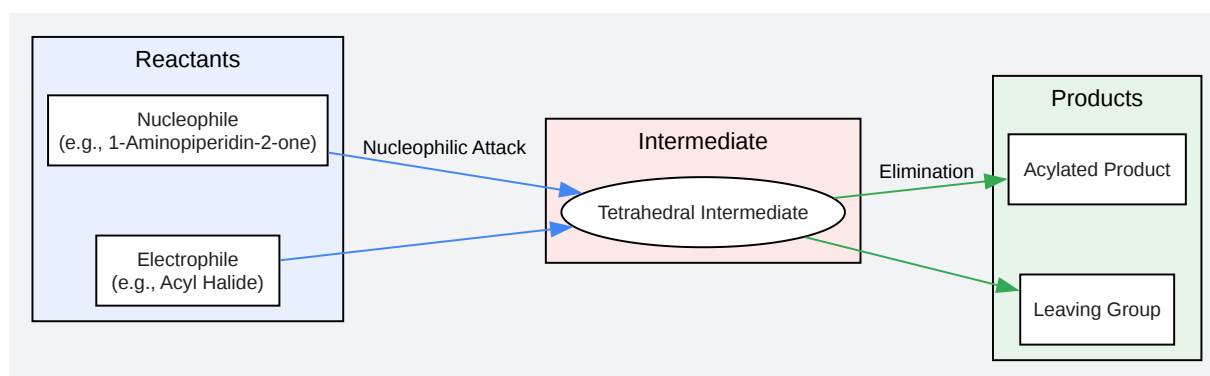 Reactants
Nucleophile
(e.g., 1-Aminopiperidin-2-one)
Electrophile
(e.g., Acyl Halide)
Nucleophilic Attack
Intermediate
Tetrahedral Intermediate
Elimination
Products
Acylated Product
Leaving Group